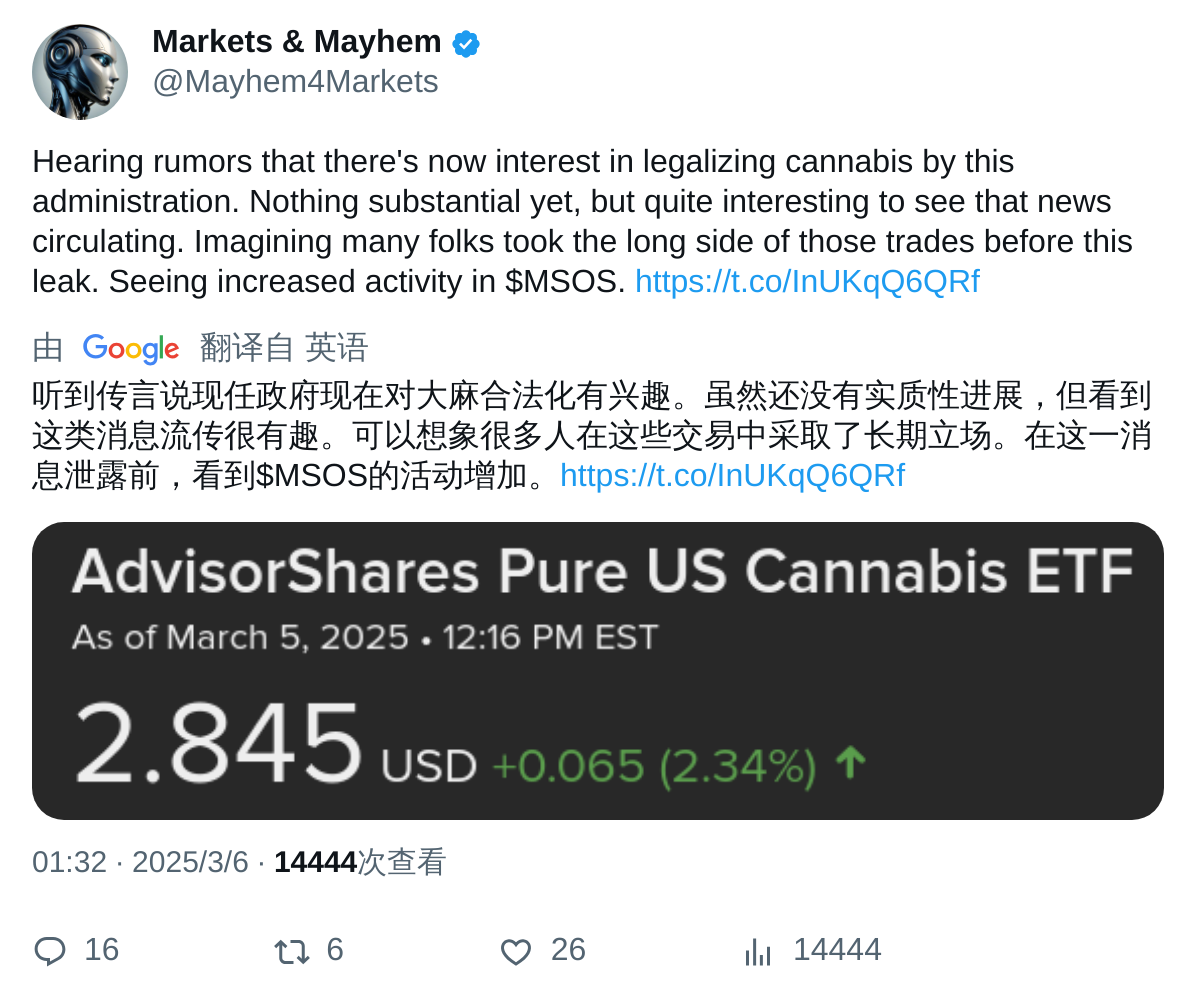 Markets & Mayhem
@Mayhem4Markets
Hearing rumors that there's now interest in legalizing cannabis by this
administration. Nothing substantial yet, but quite interesting to see that news
circulating. Imagining many folks took the long side of those trades before this
leak. Seeing increased activity in $MSOS. https://t.co/InUKqQ6QRf
由 Google 翻译自 英语
听到传言说现任政府现在对大麻合法化有兴趣。虽然还没有实质性进展，但看到
这类消息流传很有趣。可以想象很多人在这些交易中采取了长期立场。在这一消
息泄露前，看到$MSOS的活动增加。https://t.co/InUKqQ6QRf
AdvisorShares Pure US Cannabis ETF
As of March 5, 2025 • 12:16 PM EST
2.845 USD +0.065 (2.34%) ↑
01:32 · 2025/3/6 · 14444次查看
16 6 26 14444